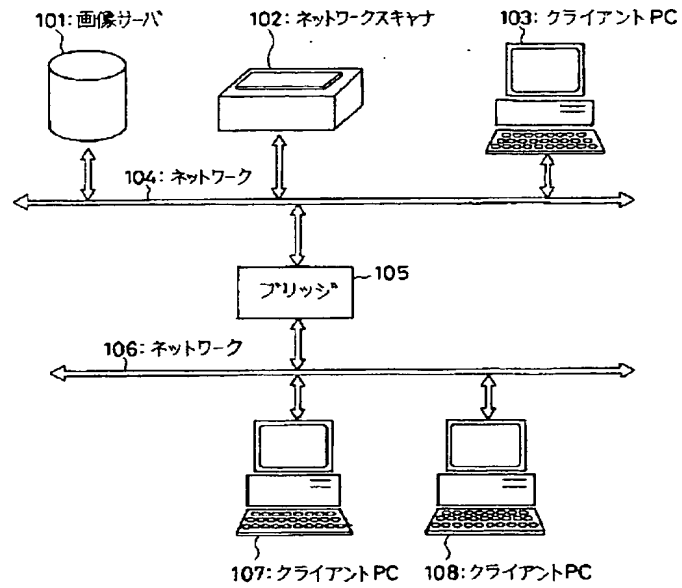 101:画像サーバ
102:ネットワークスキャナ
103:クライアントPC
104:ネットワーク
ブリッジ
105
106:ネットワーク
107:クライアントPC
108:クライアントPC